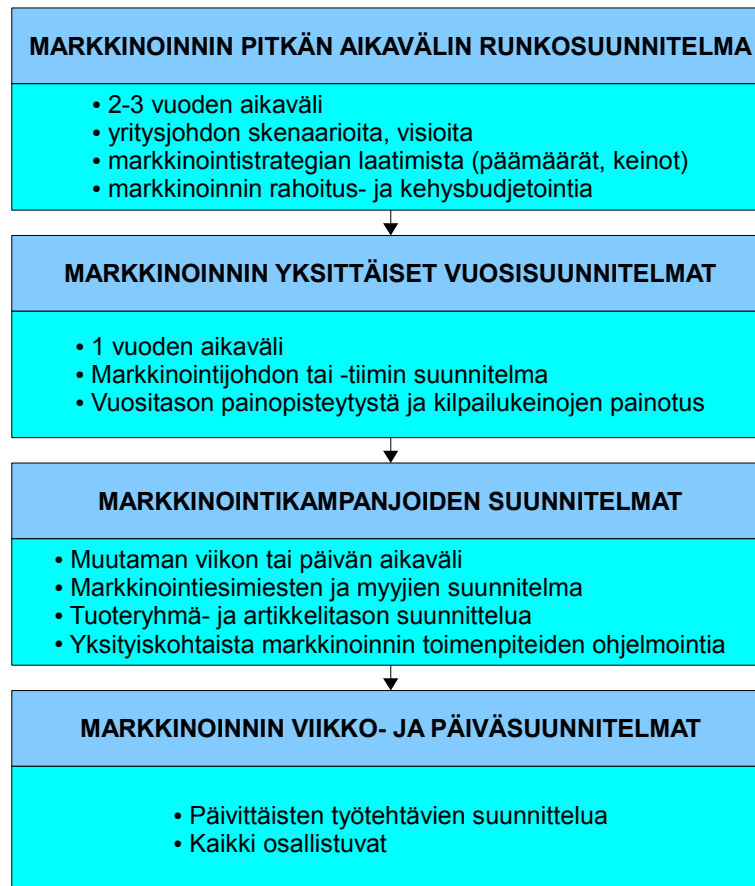 MARKKINOINNIN PITKÄN AIKAVÄLIN RUNKOSUUNNITELMA
• 2-3 vuoden aikaväli
• yritysjohdon skenaarioita, visioita
• markkinointistrategian laatimista (päämäärät, keinot)
• markkinoinnin rahoitus- ja kehysbudjetointia
MARKKINOINNIN YKSITTÄISET VUOSISUUNNITELMAT
• 1 vuoden aikaväli
• Markkinointijohdon tai -tiimin suunnitelma
• Vuositason painopisteytystä ja kilpailukeinojen painotus
MARKKINOINTIKAMPANJOIDEN SUUNNITELMAT
• Muutaman viikon tai päivän aikaväli
• Markkinointiesimiesten ja myyjien suunnitelma
• Tuoteryhmä- ja artikkelitason suunnittelua
• Yksityiskohtaista markkinoinnin toimenpiteiden ohjelmointia
MARKKINOINNIN VIIKKO- JA PÄIVÄSUUNNITELMAT
• Päivittäisten työtehtävien suunnittelua
• Kaikki osallistuvat